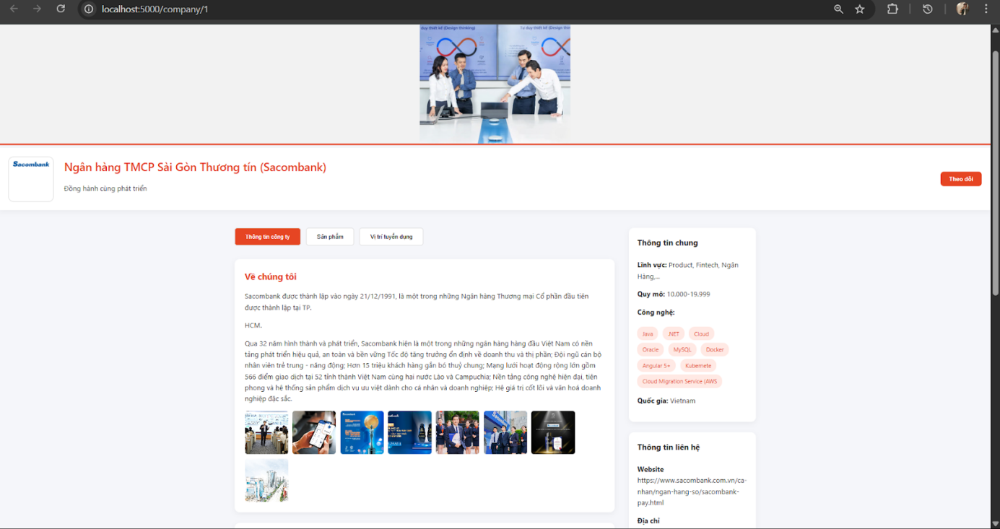 localhost:5000/company/1
duy thiết kế (Design thinking)
Tư duy thiết kế (Design thinking)
Sacombank
Ngân hàng TMCP Sài Gòn Thương tín (Sacombank)
Đồng hành cùng phát triển
Theo dõi
Thông tin công ty
Sản phẩm
Vị trí tuyển dụng
Về chúng tôi
Sacombank được thành lập vào ngày 21/12/1991, là một trong những Ngân hàng Thương mại Cổ phần đầu tiên
được thành lập tại TP.
HCM.
Qua 32 năm hình thành và phát triển, Sacombank hiện là một trong những ngân hàng hàng đầu Việt Nam có nền
tảng phát triển hiệu quả, an toàn và bền vững Tốc độ tăng trưởng ổn định về doanh thu và thị phần; Đội ngũ cán bộ
nhân viên trẻ trung - năng động; Hơn 15 triệu khách hàng gắn bó thuỷ chung; Mạng lưới hoạt động rộng lớn gồm
566 điểm giao dịch tại 52 tỉnh thành Việt Nam cùng hai nước Lào và Campuchia; Nền tảng công nghệ hiện đại, tiên
phong và hệ thống sản phẩm dịch vụ ưu việt dành cho cá nhân và doanh nghiệp; Hệ giá trị cốt lõi và văn hoá doanh
nghiệp đặc sắc.
Thông tin chung
Lĩnh vực: Product, Fintech, Ngân
Hàng,...
Quy mô: 10.000-19.999
Công nghệ:
Java
.NET
Cloud
Oracle
MySQL
Docker
Angular 5+
Kubernete
Cloud Migration Service (AWS
Quốc gia: Vietnam
Thông tin liên hệ
Website
https://www.sacombank.com.vn/ca-
nhan/ngan-hang-so/sacombank-
pay.html
Địa chỉ